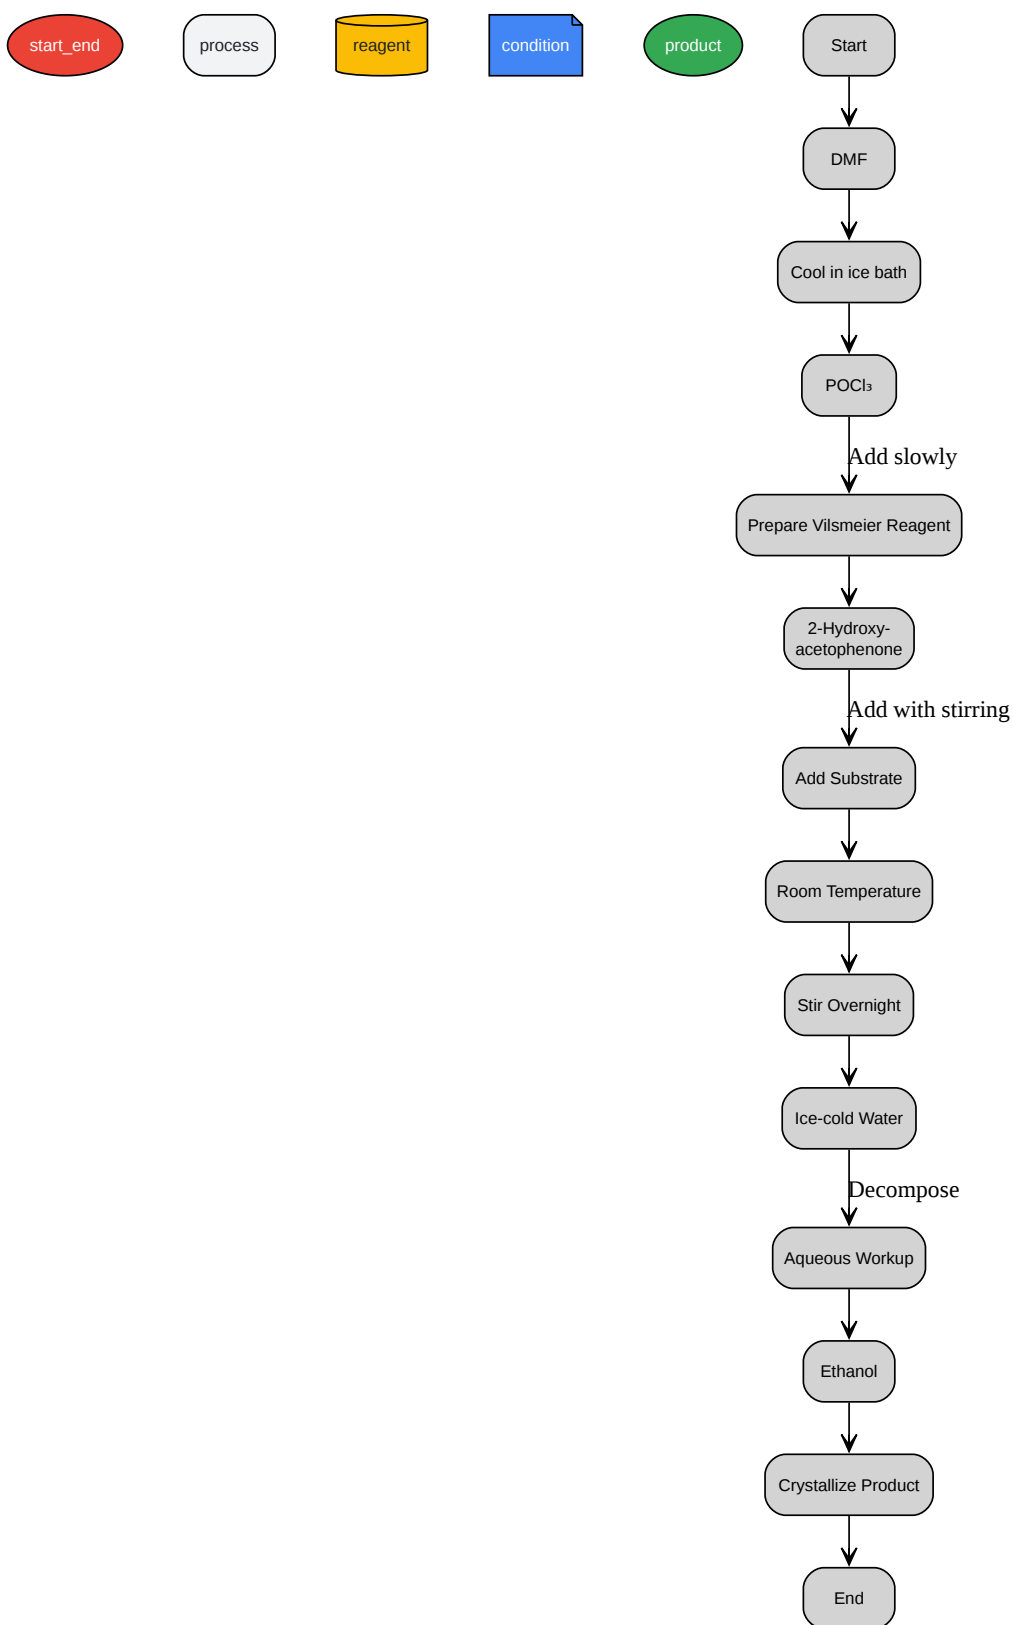 start_end
process
reagent
condition
product
Start
DMF
Cool in ice bath
POCl₃
Add slowly
Prepare Vilsmeier Reagent
2-Hydroxy-
acetophenone
Add with stirring
Add Substrate
Room Temperature
Stir Overnight
Ice-cold Water
Decompose
Aqueous Workup
Ethanol
Crystallize Product
End